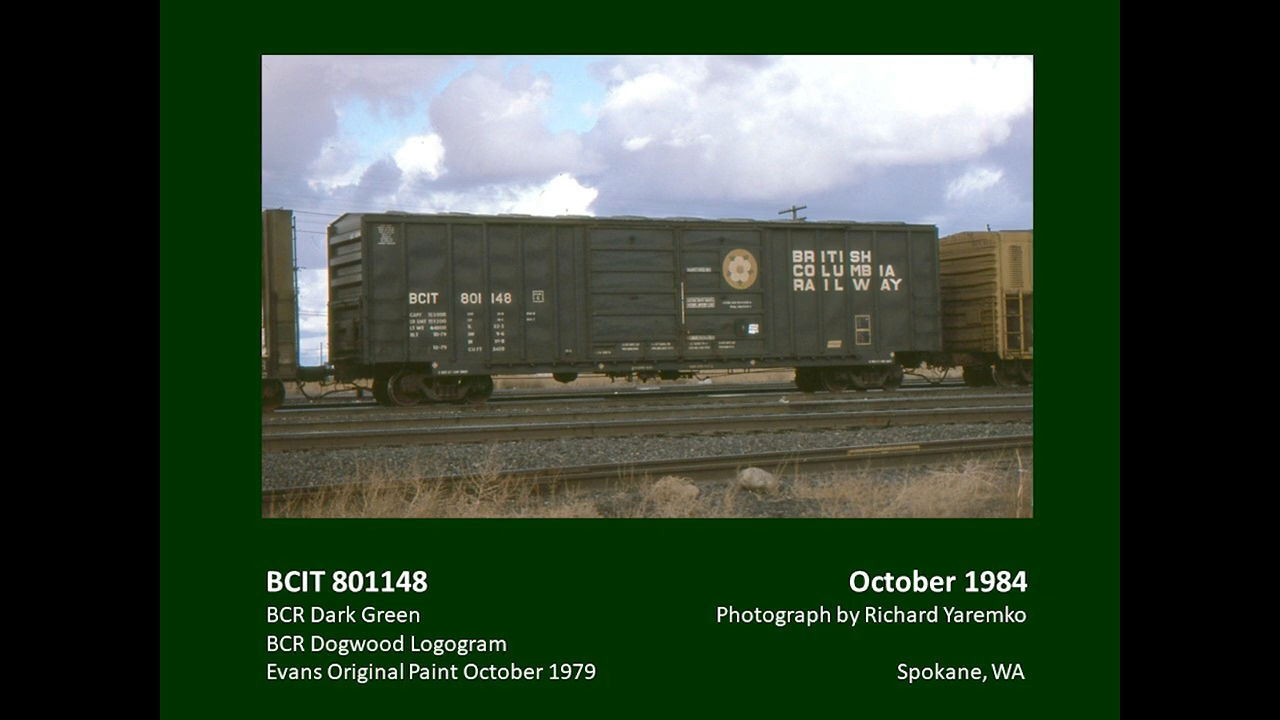 BRITISH
COLUMBIA
RAILWAY
BCIT 801148
BCIT 801148
BCR Dark Green
BCR Dogwood Logogram
Evans Original Paint October 1979
October 1984
Photograph by Richard Yaremko
Spokane, WA